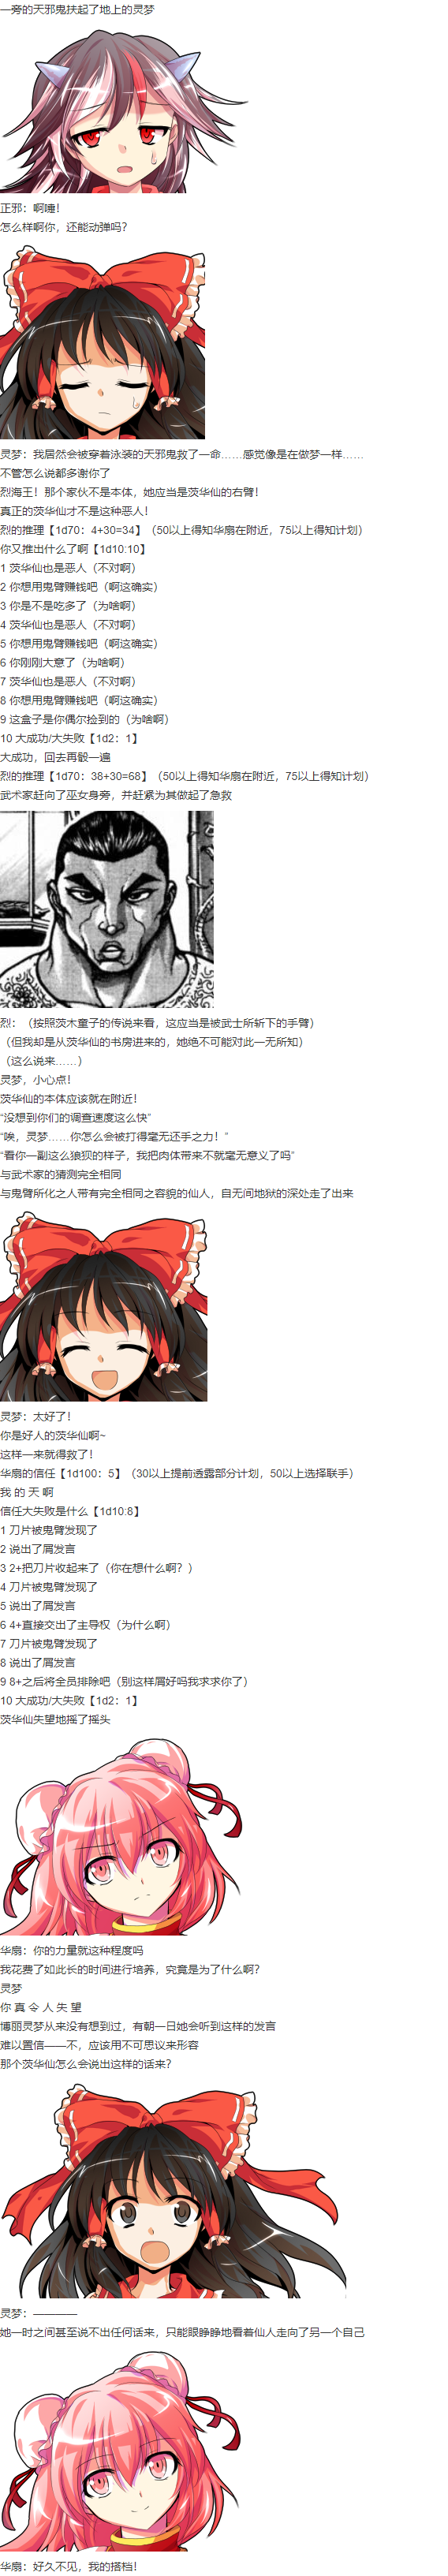 一旁的天邪鬼扶起了地上的灵梦
正邪：啊嘞！
怎么样啊你，还能动弹吗？
灵梦：我居然会被穿着泳装的天邪鬼救了一命……感觉像是在做梦一样……
不管怎么说都多谢你了
烈海王！那个家伙不是本体，她应当是茨华仙的右臂！
真正的茨华仙才不是这种恶人！
烈的推理【1d70：4+30=34】（50以上得知华扇在附近，75以上得知计划）
你又推出什么了啊【1d10:10】
1 茨华仙也是恶人（不对啊）
2 你想用鬼臂赚钱吧（啊这确实）
3 你是不是吃多了（为啥啊）
4 茨华仙也是恶人（不对啊）
5 你想用鬼臂赚钱吧（啊这确实）
6 你刚刚大意了（为啥啊）
7 茨华仙也是恶人（不对啊）
8 你想用鬼臂赚钱吧（啊这确实）
9 这盒子是你偶尔捡到的（为啥啊）
10 大成功/大失败【1d2：1】
大成功，回去再骰一遍
烈的推理【1d70：38+30=68】（50以上得知华扇在附近，75以上得知计划）
武术家赶向了巫女身旁，并赶紧为其做起了急救
烈：（按照茨木童子的传说来看，这应当是被武士所斩下的手臂）
（但我却是从茨华仙的书房进来的，她绝不可能对此一无所知）
（这么说来……）
灵梦，小心点！
茨华仙的本体应该就在附近！
“没想到你们的调查速度这么快”
“唉，灵梦……你怎么会被打得毫无还手之力！”
“看你一副这么狼狈的样子，我把肉体带来不就毫无意义了吗”
与武术家的猜测完全相同
与鬼臂所化之人带有完全相同之容貌的仙人，自无间地狱的深处走了出来
灵梦：太好了！
你是好人的茨华仙啊~
这样一来就得救了！
华扇的信任【1d100：5】（30以上提前透露部分计划，50以上选择联手）
我 的 天 啊
信任大失败是什么【1d10:8】
1 刀片被鬼臂发现了
2 说出了屑发言
3 2+把刀片收起来了（你在想什么啊？）
4 刀片被鬼臂发现了
5 说出了屑发言
6 4+直接交出了主导权（为什么啊）
7 刀片被鬼臂发现了
8 说出了屑发言
9 8+之后将全员排除吧（别这样屑好吗我求求你了）
10 大成功/大失败【1d2：1】
茨华仙失望地摇了摇头
华扇：你的力量就这种程度吗
我花费了如此长的时间进行培养，究竟是为了什么啊？
灵梦
你 真 令 人 失 望
博丽灵梦从来没有想到过，有朝一日她会听到这样的发言
难以置信——不，应该用不可思议来形容
那个茨华仙怎么会说出这样的话来？
灵梦：————
她一时之间甚至说不出任何话来，只能眼睁睁地看着仙人走向了另一个自己
华扇：好久不见，我的搭档！